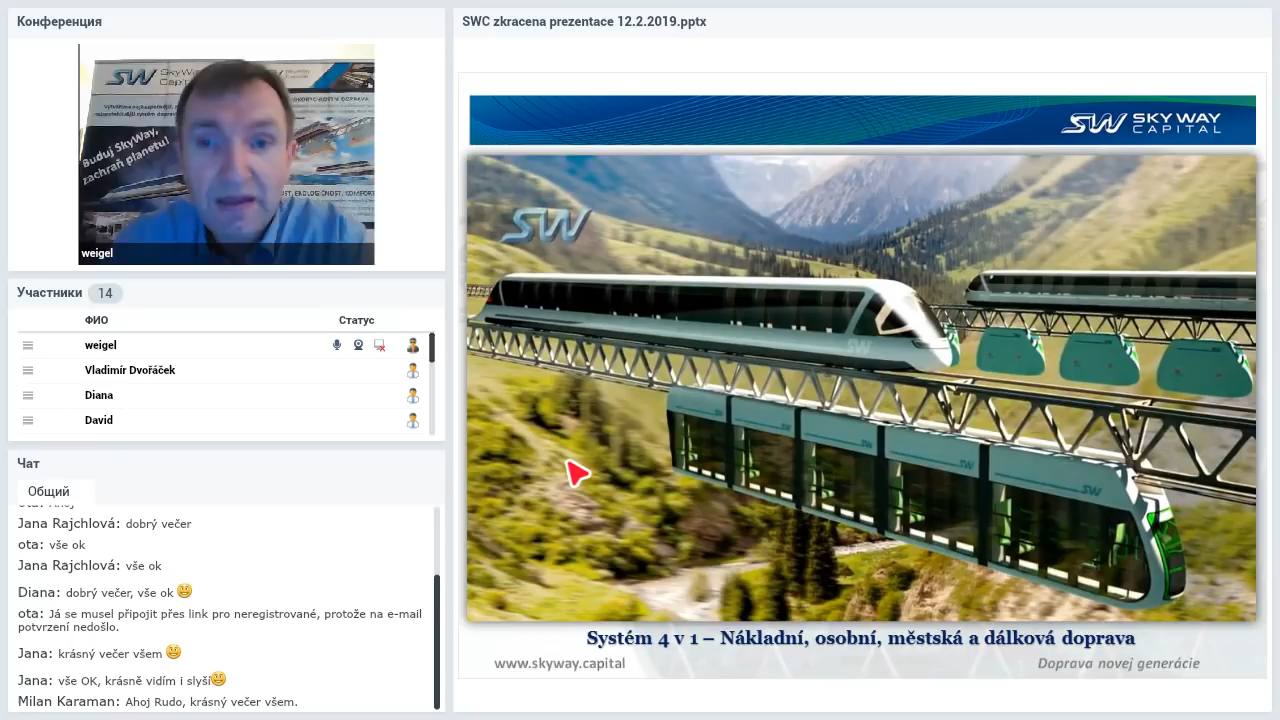 Конференция
SW SkyWay Capital
Buduj SkyWay,
zachraň planetu!
weigel
Участники 14
ФИО Статус
weigel
Vladimír Dvořáček
Diana
David
Чат
Общий
ota: Ahoj
Jana Rajchlová: dobrý večer
ota: vše ok
Jana Rajchlová: vše ok
Diana: dobrý večer, vše ok
ota: Já se musel připojit přes link pro neregistrované, protože na e-mail
potvrzení nedošlo.
Jana: krásný večer všem
Jana: vše OK, krásně vidím i slyší
Milan Karaman: Ahoj Rudo, krásný večer všem.
SWC zkracena prezentace 12.2.2019.pptx
SW SKY WAY
CAPITAL
SW
SW
SW
Systém 4 v 1 – Nákladní, osobní, městská a dálková doprava
www.skyway.capital
Doprava novej generácie